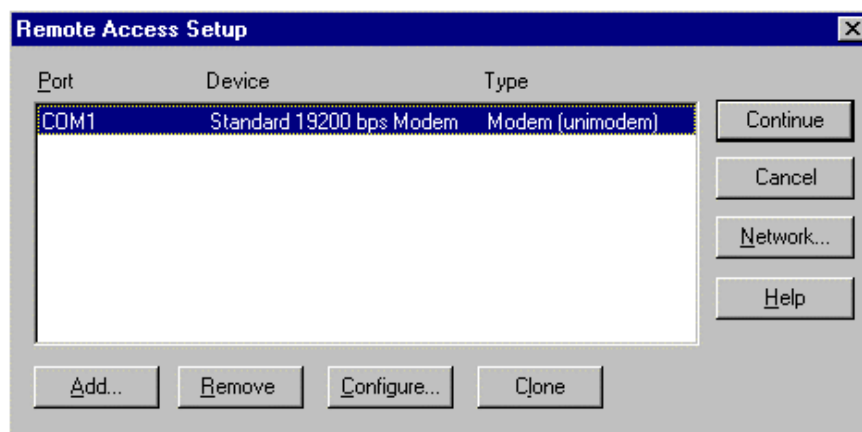 Remote Access Setup
Port Device Type
COM1 Standard 19200 bps Modem Modem (unimodem)
Continue
Cancel
Network...
Help
Add... Remove Configure... Clone